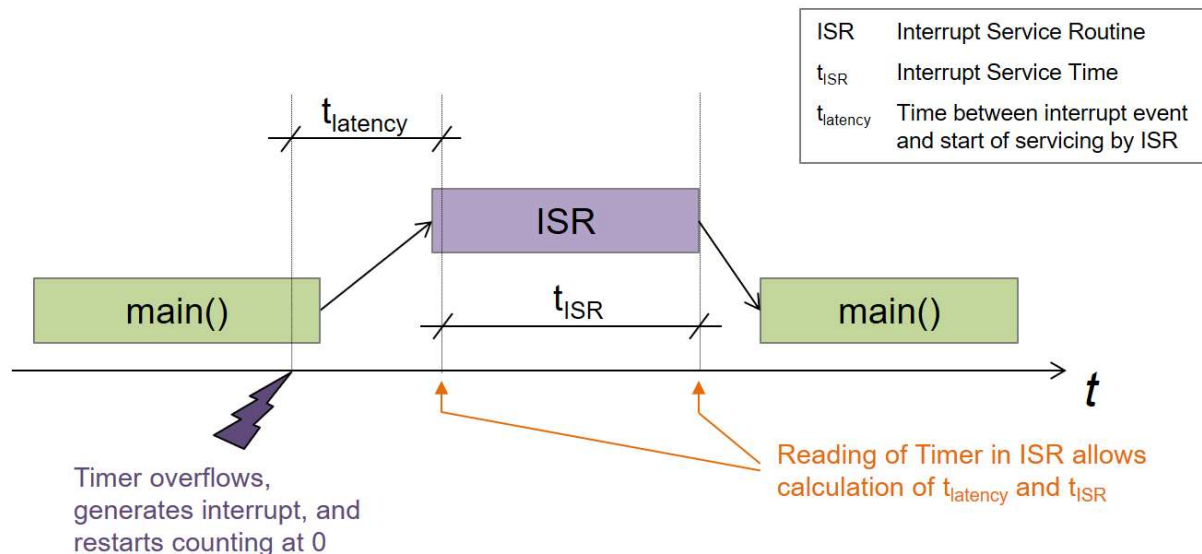 ISR Interrupt Service Routine
tISR Interrupt Service Time
tlatency Time between interrupt event
and start of servicing by ISR
tlatency
ISR
main()
tISR
main()
t
Timer overflows,
generates interrupt, and
restarts counting at 0
Reading of Timer in ISR allows
calculation of tlatency and tISR